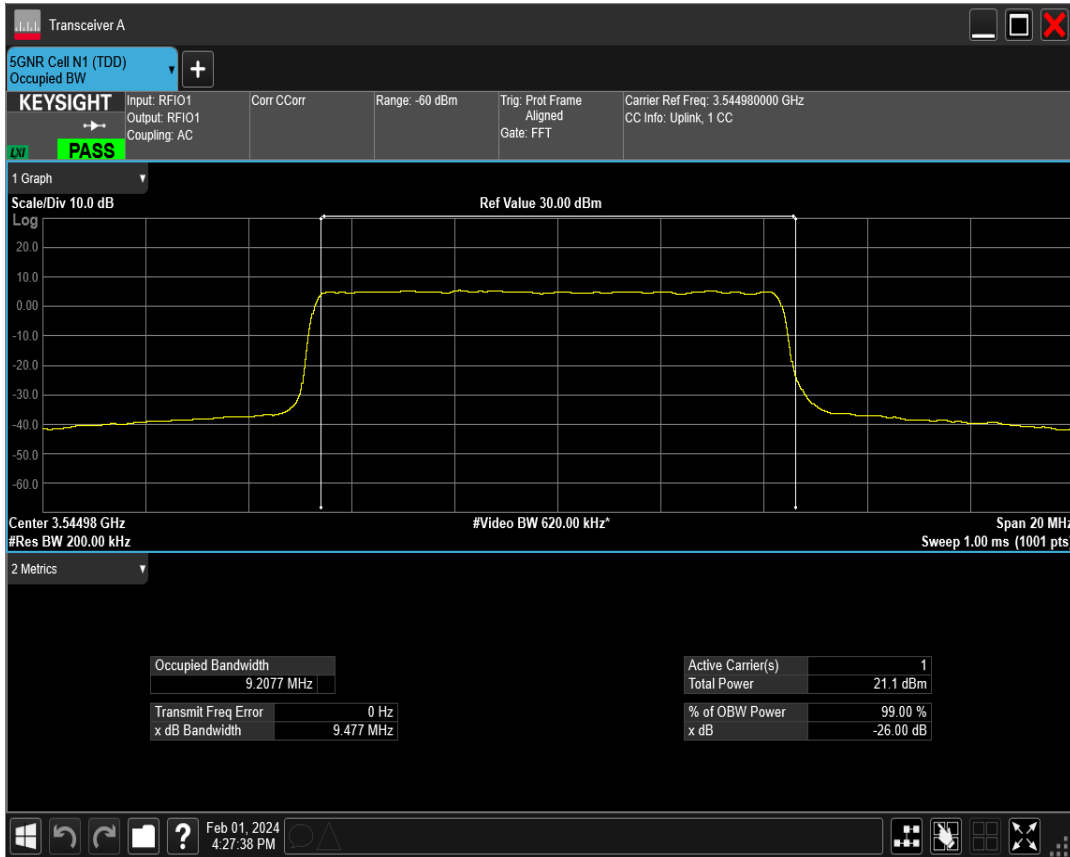 Transceiver A
5GNR Cell N1 (TDD)
Occupied BW
+
KEYSIGHT
LXI
PASS
Input: RFIO1
Output: RFIO1
Coupling: AC
Corr CCorr
Range: -60 dBm
Trig: Prot Frame
Aligned
Gate: FFT
Carrier Ref Freq: 3.544980000 GHz
CC Info: Uplink, 1 CC
1 Graph
Scale/Div 10.0 dB
Ref Value 30.00 dBm
Log
20.0
10.0
0.00
-10.0
-20.0
-30.0
-40.0
-50.0
-60.0
Center 3.54498 GHz
#Video BW 620.00 kHz*
Span 20 MHz
#Res BW 200.00 kHz
Sweep 1.00 ms (1001 pts)
2 Metrics
Occupied Bandwidth
9.2077 MHz
Transmit Freq Error 0 Hz
x dB Bandwidth 9.477 MHz
Active Carrier(s) 1
Total Power 21.1 dBm
% of OBW Power 99.00 %
x dB -26.00 dB
?
Feb 01, 2024
4:27:38 PM